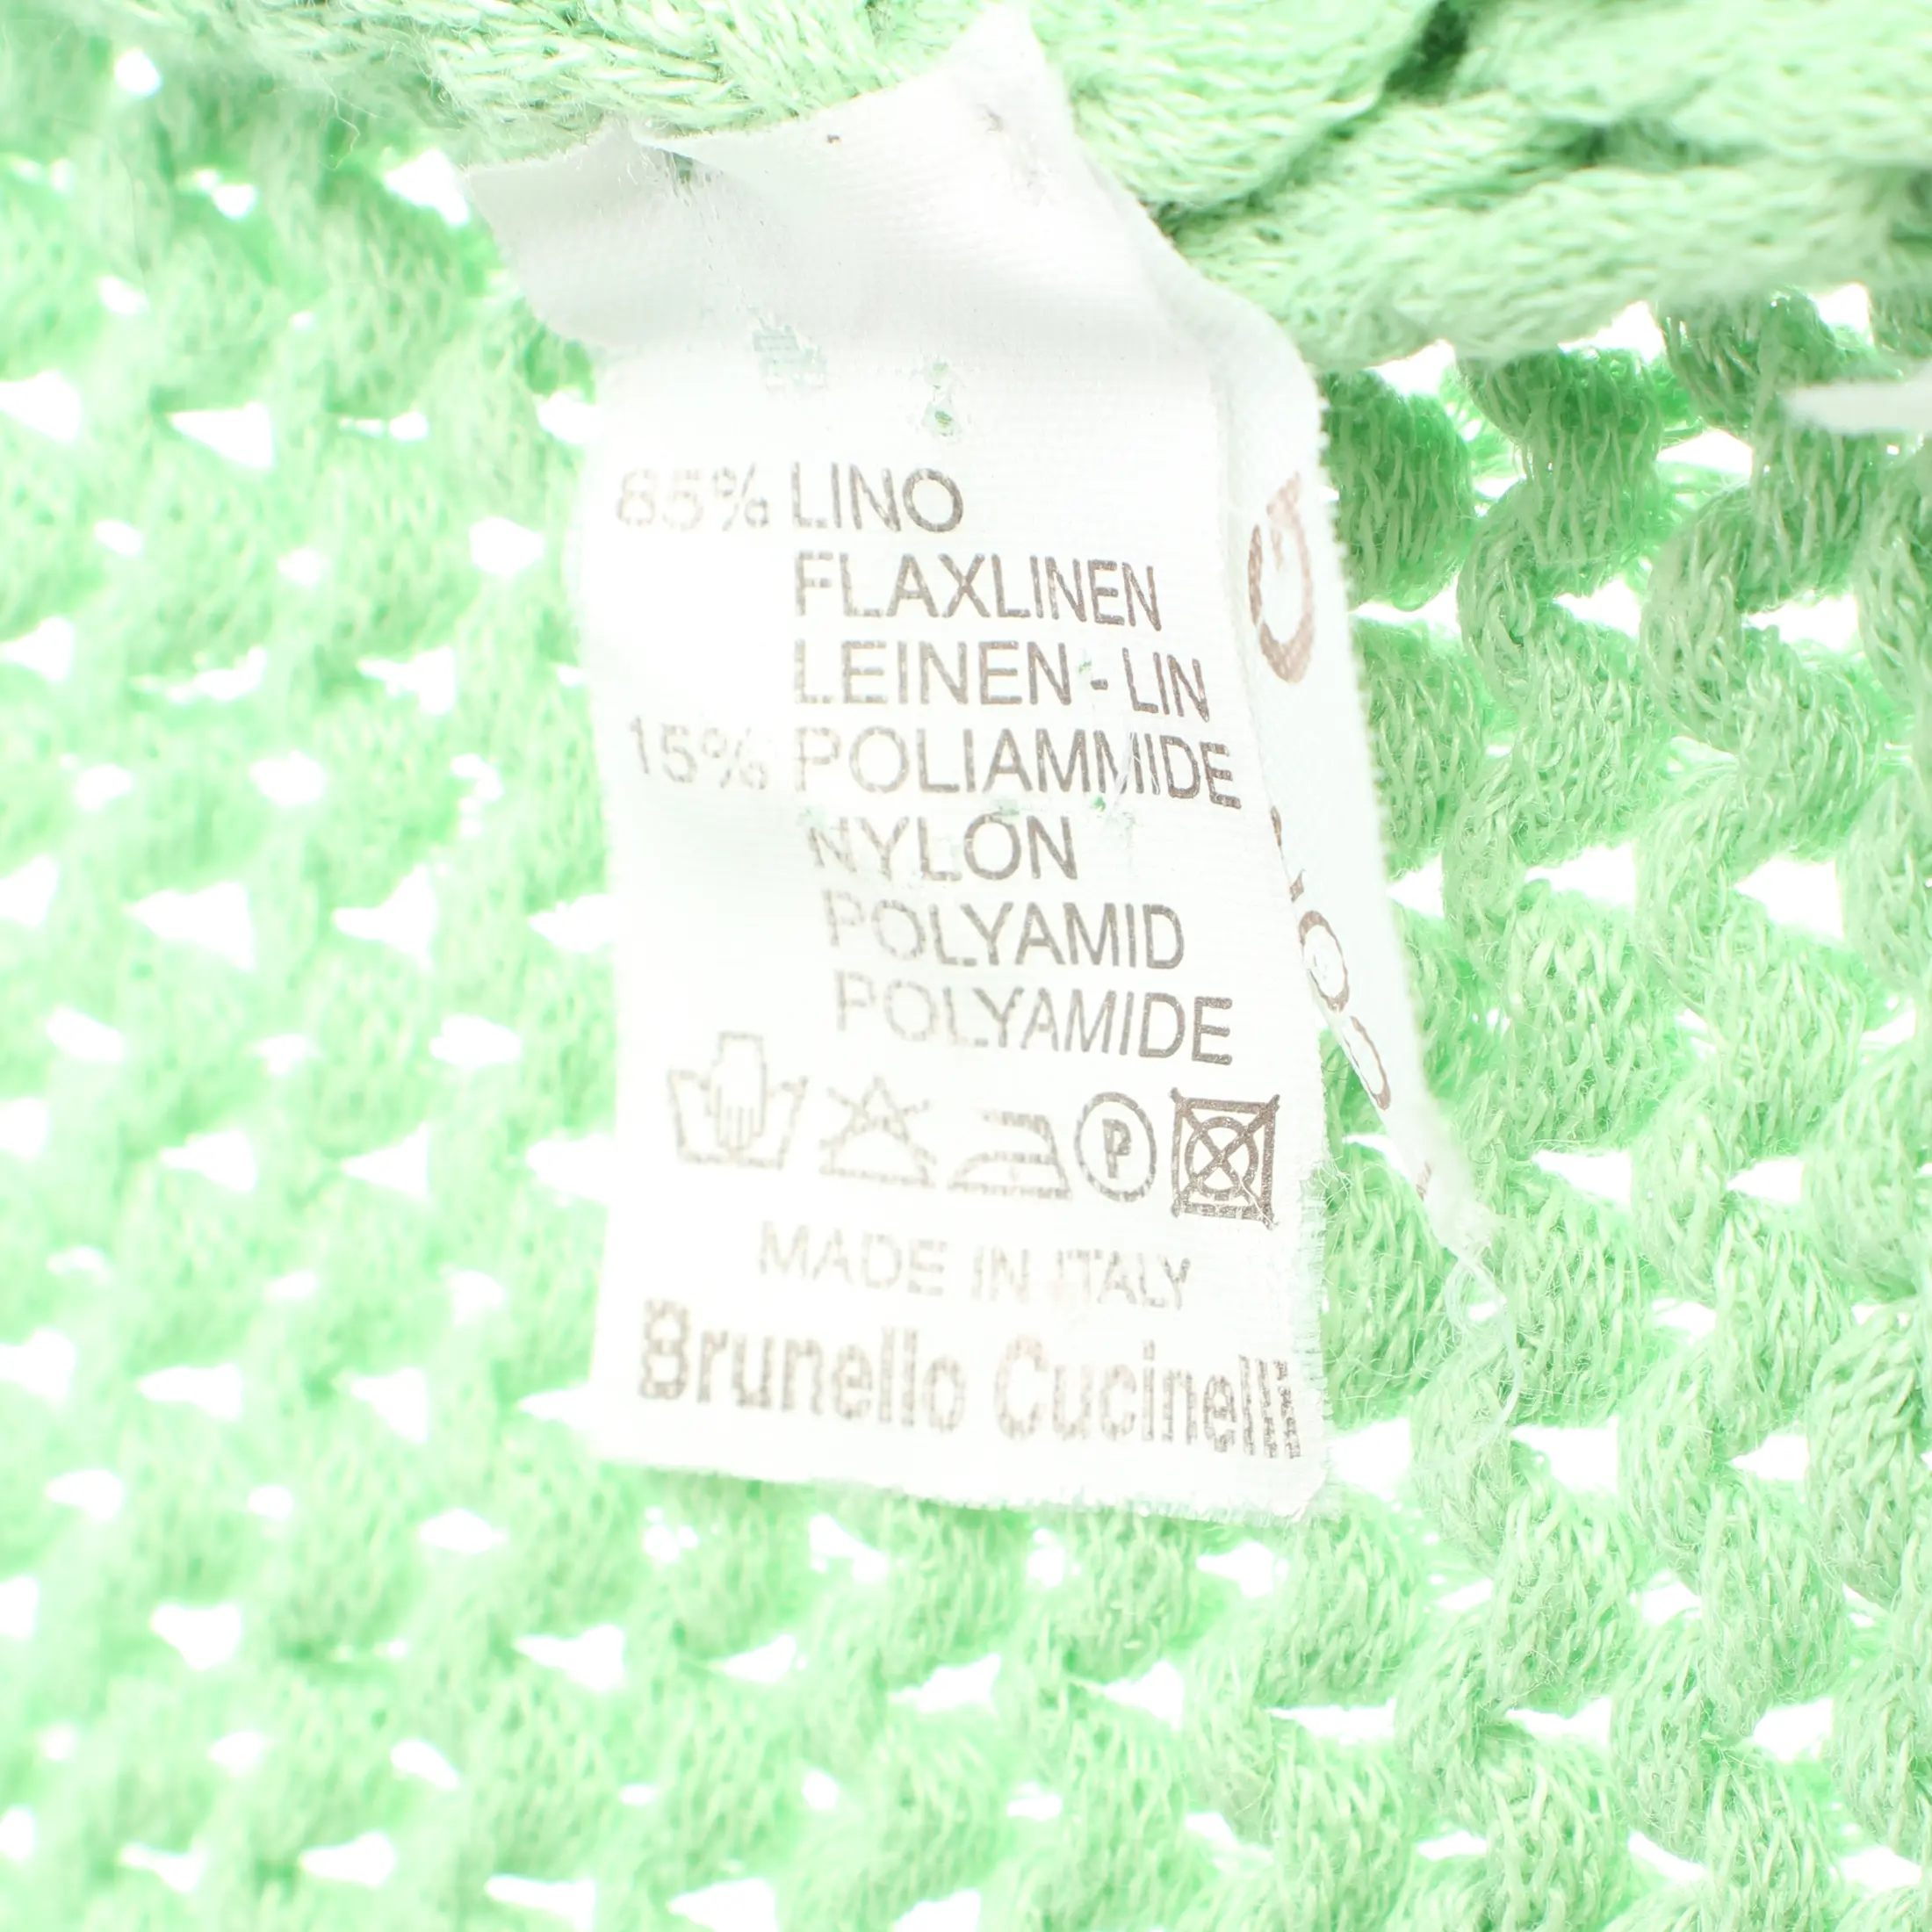 85% LINO
FLAXLINEN
LEINEN - LIN
15% POLIAMMIDE
NYLON
POLYAMID
POLYAMIDE
P
MADE IN ITALY
Brunello Cucinelli